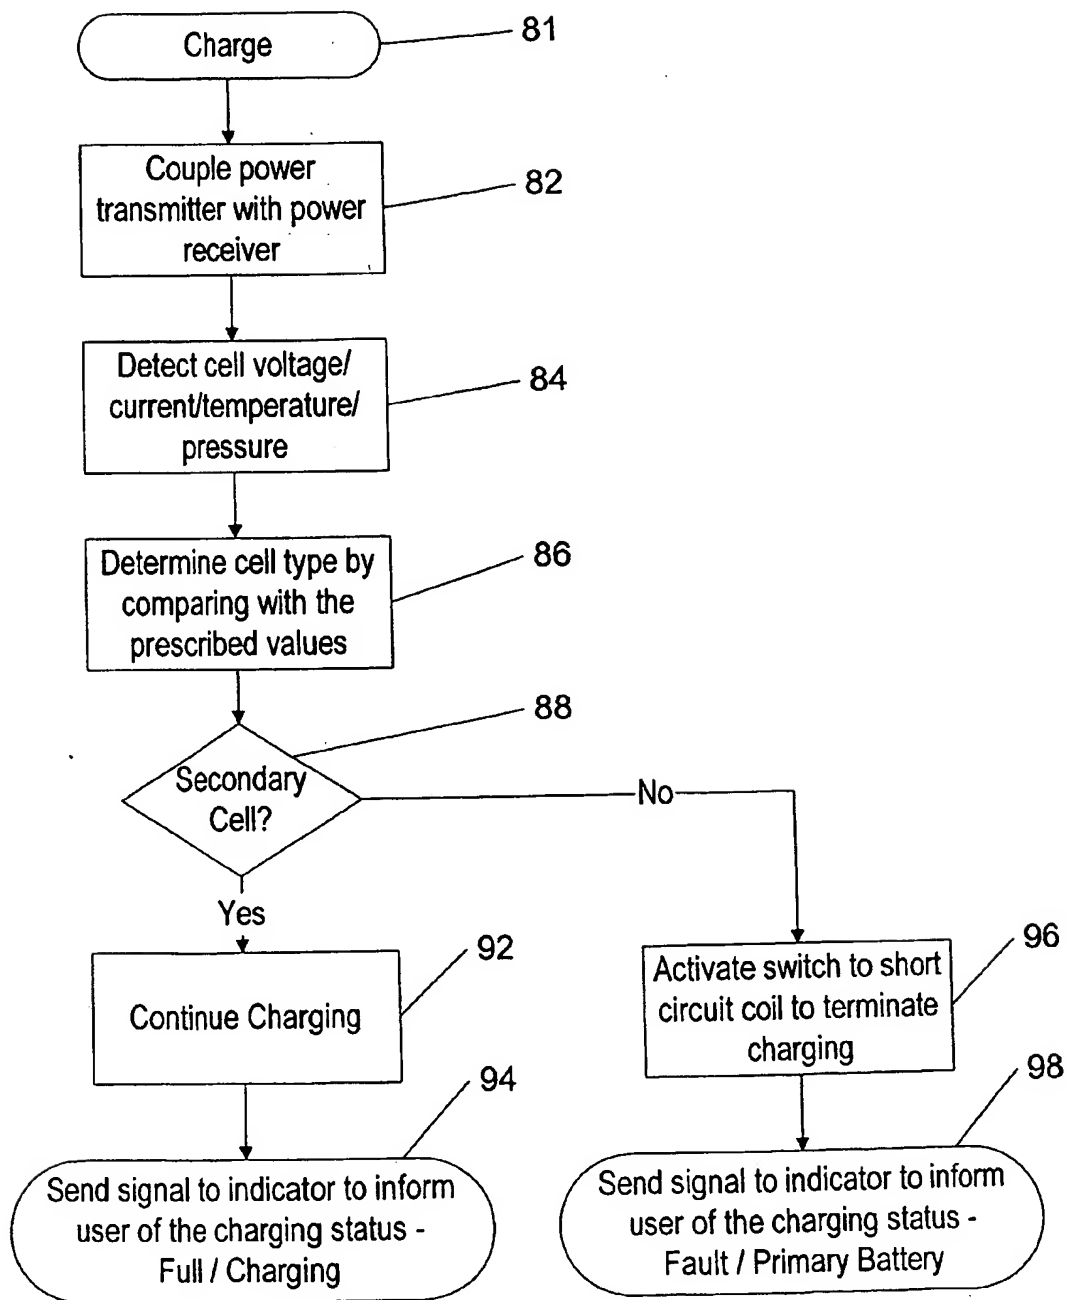 Charge
81
Couple power
transmitter with power
receiver
82
Detect cell voltage/
current/temperature/
pressure
84
Determine cell type by
comparing with the
prescribed values
86
88
Secondary
Cell?
No
Yes
Continue Charging
92
Activate switch to short
circuit coil to terminate
charging
96
94
Send signal to indicator to inform
user of the charging status -
Full / Charging
98
Send signal to indicator to inform
user of the charging status -
Fault / Primary Battery